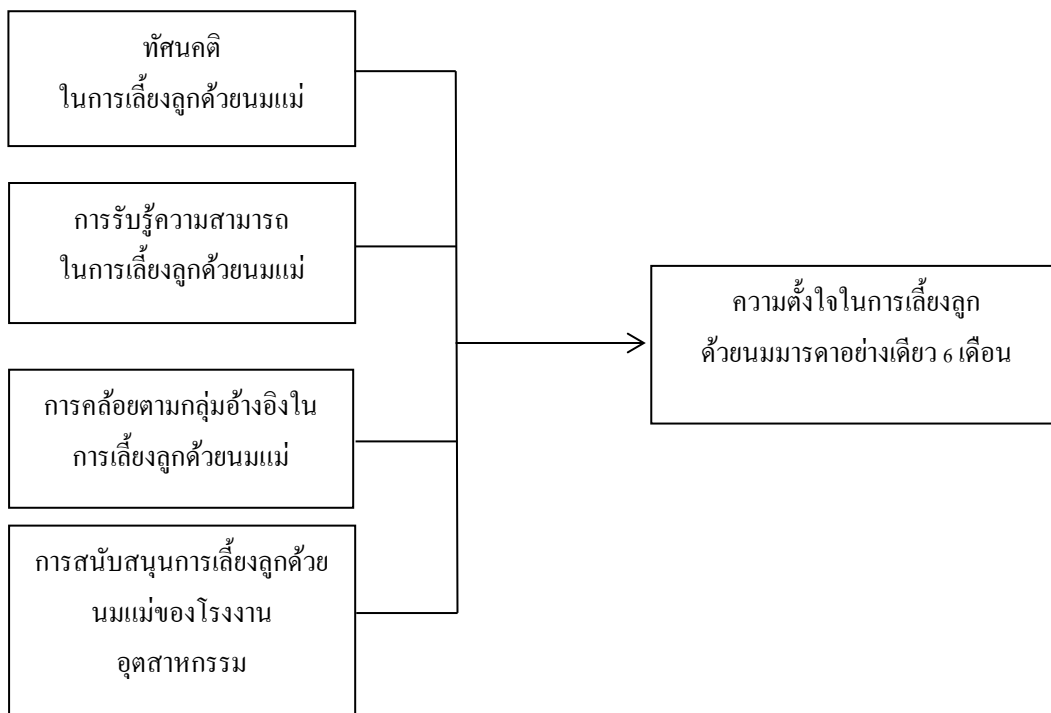 ทัศนคติ
ในการเลี้ยงลูกด้วยนมแม่
การรับรู้ความสามารถ
ในการเลี้ยงลูกด้วยนมแม่
การคล้อยตามกลุ่มอ้างอิงใน
การเลี้ยงลูกด้วยนมแม่
การสนับสนุนการเลี้ยงลูกด้วย
นมแม่ของโรงงาน
อุตสาหกรรม
ความตั้งใจในการเลี้ยงลูก
ด้วยนมมารดาอย่างเดียว 6 เดือน